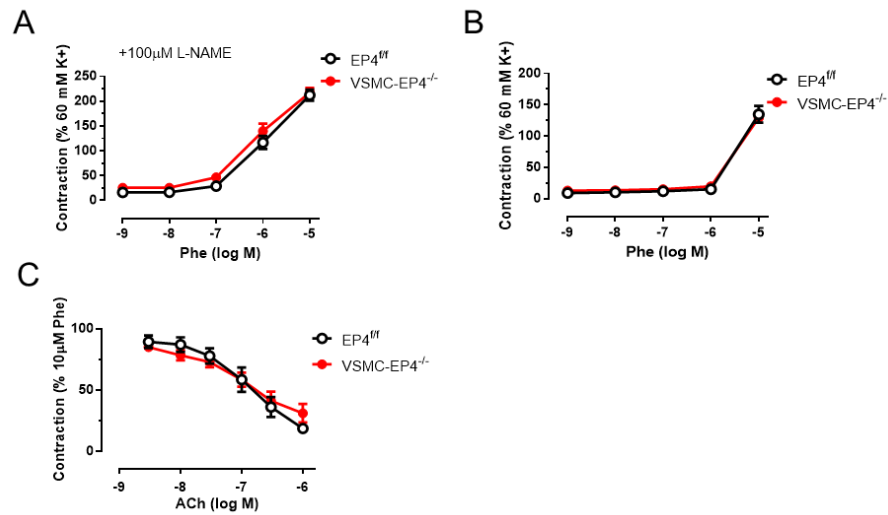 A
+100µM L-NAME
EP4f/f
VSMC-EP4-/-
Contraction (% 60 mM K+)
250
200
150
100
50
0
-9 -8 -7 -6 -5
Phe (log M)
B
EP4f/f
VSMC-EP4-/-
Contraction (% 60 mM K+)
200
150
100
50
0
-9 -8 -7 -6 -5
Phe (log M)
C
EP4f/f
VSMC-EP4-/-
Contraction (% 10µM Phe)
100
50
0
-9 -8 -7 -6
ACh (log M)